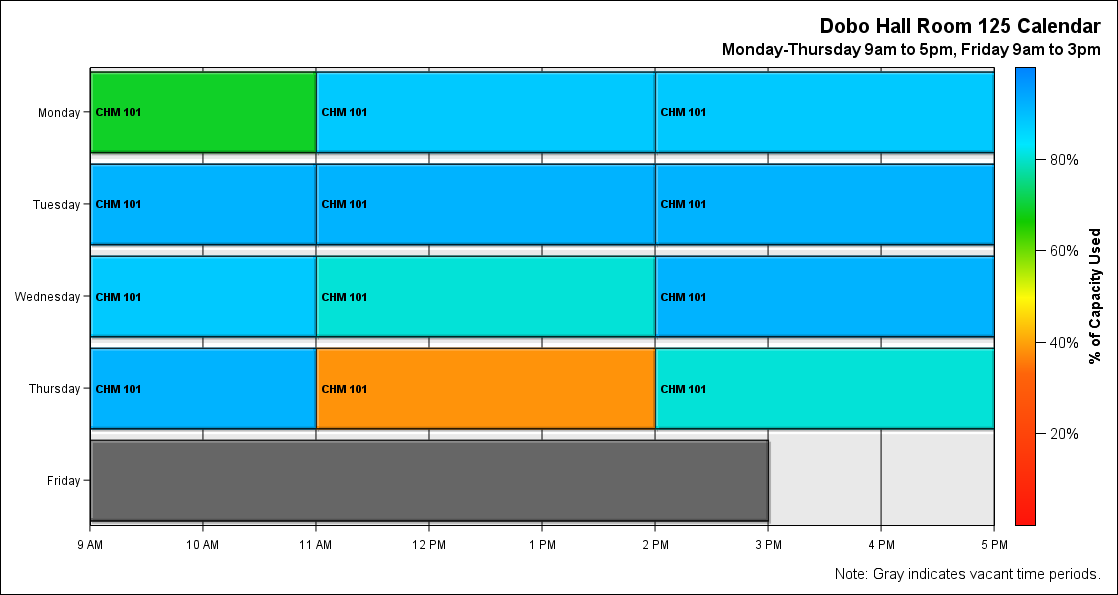 Dobo Hall Room 125 Calendar
Monday-Thursday 9am to 5pm, Friday 9am to 3pm
Monday
CHM 101
CHM 101
CHM 101
Tuesday
CHM 101
CHM 101
CHM 101
Wednesday
CHM 101
CHM 101
CHM 101
Thursday
CHM 101
CHM 101
CHM 101
Friday
9 AM
10 AM
11 AM
12 PM
1 PM
2 PM
3 PM
4 PM
5 PM
80%
60%
40%
20%
% of Capacity Used
Note: Gray indicates vacant time periods.